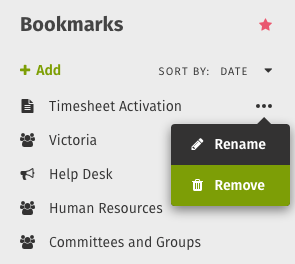 Bookmarks
Add SORT BY: DATE
Timesheet Activation
Victoria
Rename
Help Desk
Remove
Human Resources
Committees and Groups